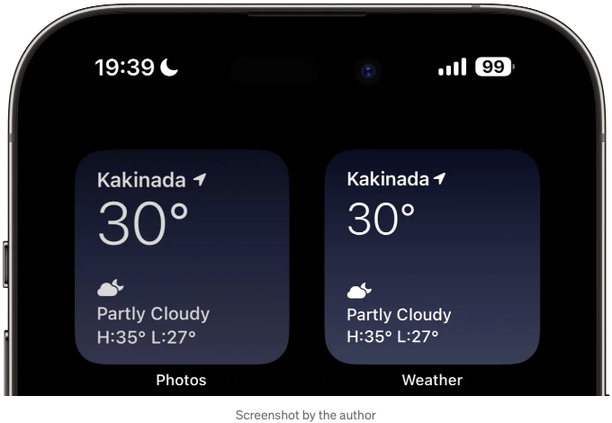 19:39
99
Kakinada
30°
Partly Cloudy
H:35° L:27°
Photos
Kakinada
30°
Partly Cloudy
H:35° L:27°
Weather
Screenshot by the author